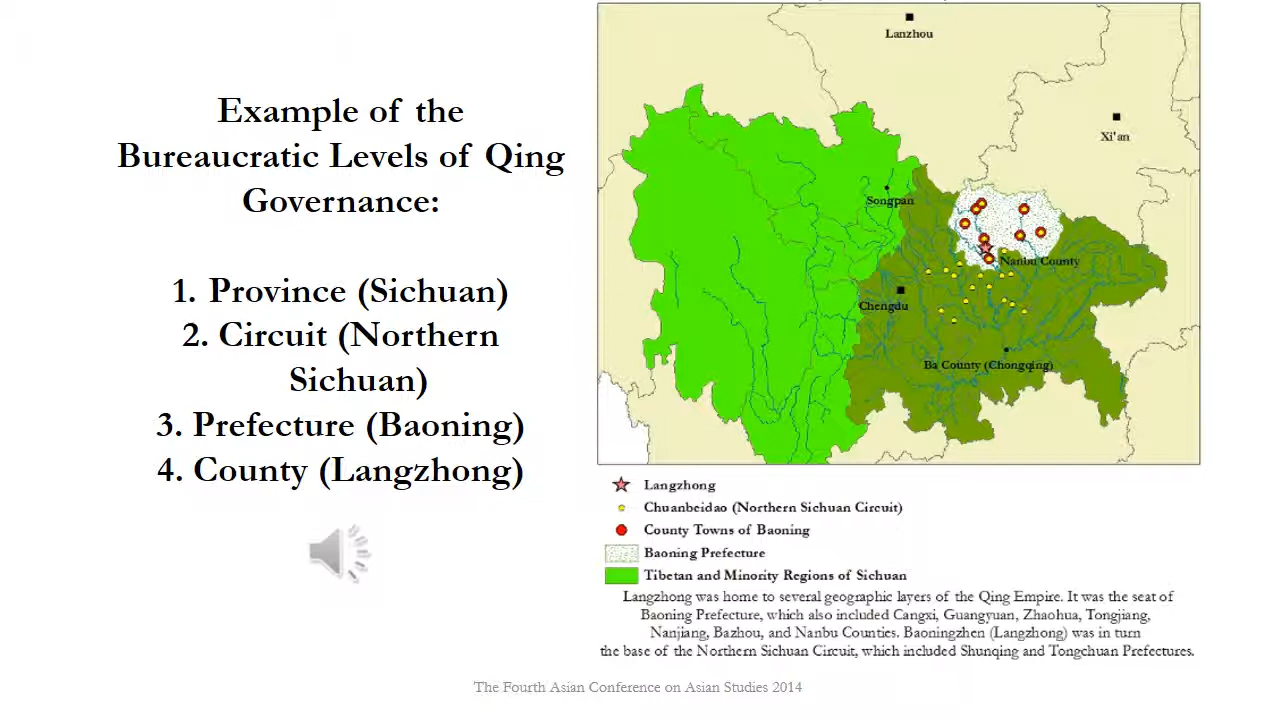 Example of the
Bureaucratic Levels of Qing
Governance:
1. Province (Sichuan)
2. Circuit (Northern
Sichuan)
3. Prefecture (Baoning)
4. County (Langzhong)
Lanzhou
Xi'an
Songpan
Nanbu County
Chengdu
Ba County (Chongqing)
Langzhong
Chuanbeidao (Northern Sichuan Circuit)
County Towns of Baoning
Baoning Prefecture
Tibetan and Minority Regions of Sichuan
Langzhong was home to several geographic layers of the Qing Empire. It was the seat of
Baoning Prefecture, which also included Cangxi, Guangyuan, Zhaohua, Tongjiang,
Nanjiang, Bazhou, and Nanbu Counties. Baoningzhen (Langzhong) was in turn
the base of the Northern Sichuan Circuit, which included Shunqing and Tongchuan Prefectures.
The Fourth Asian Conference on Asian Studies 2014